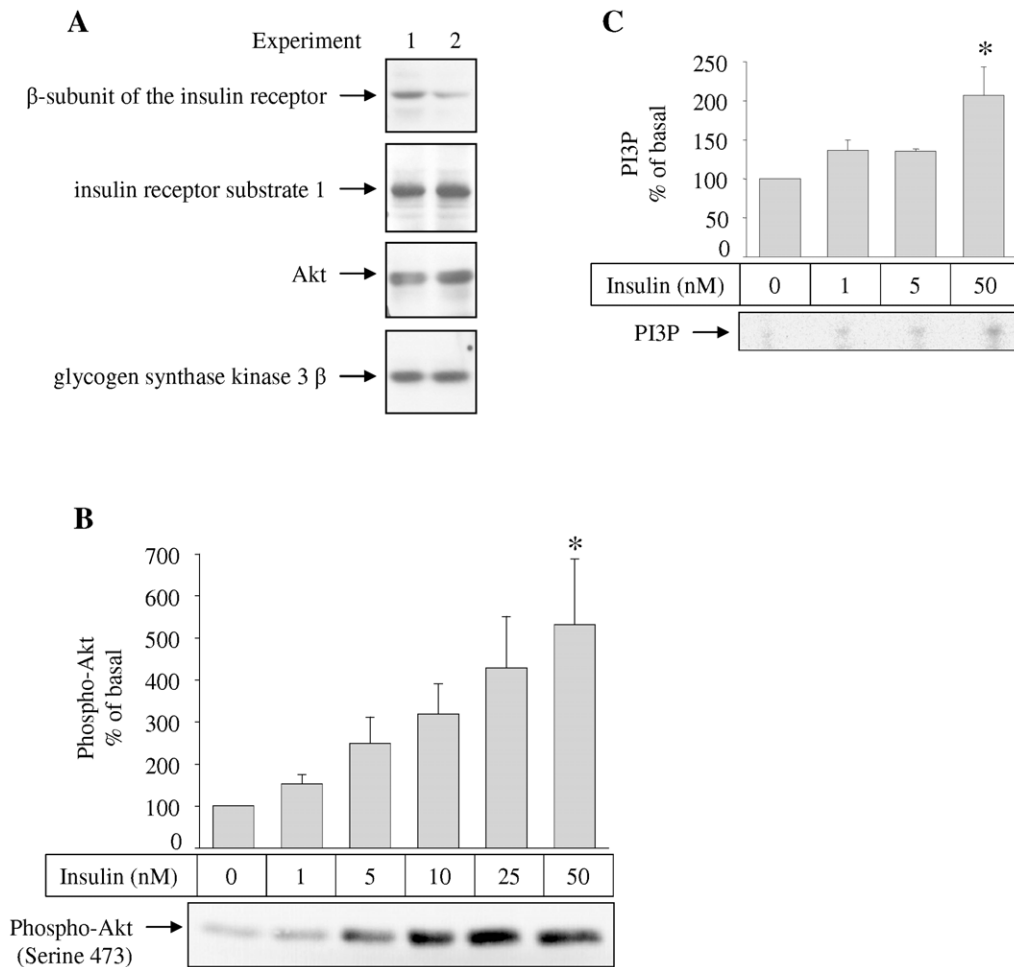 A
Experiment 1 2
β-subunit of the insulin receptor
insulin receptor substrate 1
Akt
glycogen synthase kinase 3 β
C
*
PI3P
% of basal
250
200
150
100
50
0
Insulin (nM) 0 1 5 50
PI3P
B
*
Phospho-Akt
% of basal
700
600
500
400
300
200
100
0
Insulin (nM) 0 1 5 10 25 50
Phospho-Akt
(Serine 473)